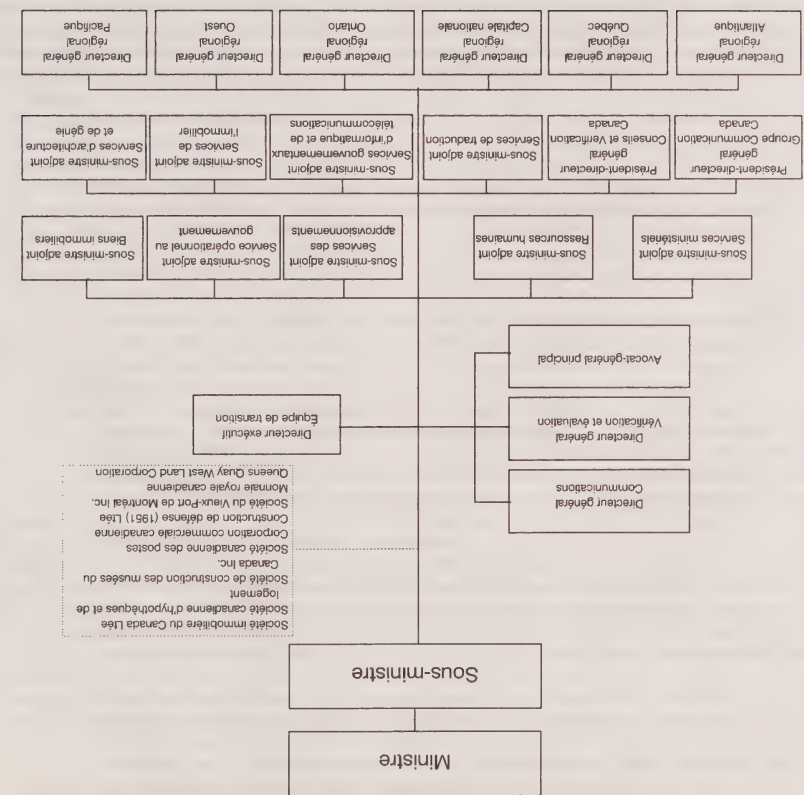 Ministre
Sous-ministre
Société immobilière du Canada Ltée
Société canadienne d'hypothèques et de
logement
Société de construction des musées du
Canada Inc.
Société canadienne des postes
Corporation commerciale canadienne
Construction de défense (1951) Ltée
Société du Vieux-Port de Montréal inc.
Monnaie royale canadienne
Queens Quay West Land Corporation
Directeur général
Communications
Directeur général
Vérification et évaluation
Avocat-général principal
Directeur exécutif
Équipe de transition
Sous-ministre adjoint
Services ministériels
Sous-ministre adjoint
Ressources humaines
Sous-ministre adjoint
Services des
approvisionnements
Sous-ministre adjoint
Service opérationnel au
gouvernement
Sous-ministre adjoint
Biens immobiliers
Président-directeur
général
Groupe Communication
Canada
Président-directeur
général
Conseils et Vérification
Canada
Sous-ministre adjoint
Services de traduction
Sous-ministre adjoint
Services gouvernementaux
d'informatique et de
télécommunications
Sous-ministre adjoint
Services de
l'immobilier
Sous-ministre adjoint
Services d'architecture
et de génie
Directeur général
régional
Atlantique
Directeur général
régional
Québec
Directeur général
régional
Capitale nationale
Directeur général
régional
Ontario
Directeur général
régional
Ouest
Directeur général
régional
Pacifique